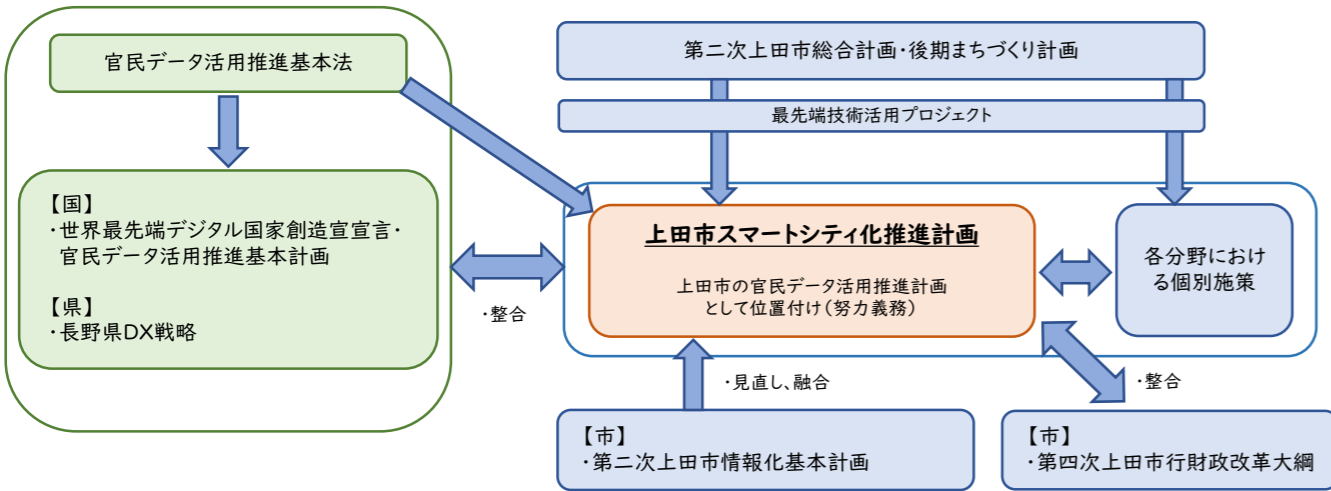 官民データ活用推進基本法
第二次上田市総合計画・後期まちづくり計画
最先端技術活用プロジェクト
【国】
・世界最先端デジタル国家創造宣宣言・
官民データ活用推進基本計画
【県】
・長野県DX戦略
・整合
上田市スマートシティ化推進計画
上田市の官民データ活用推進計画
として位置付け(努力義務)
各分野におけ
る個別施策
・見直し、融合
・整合
【市】
・第二次上田市情報化基本計画
【市】
・第四次上田市行財政改革大綱